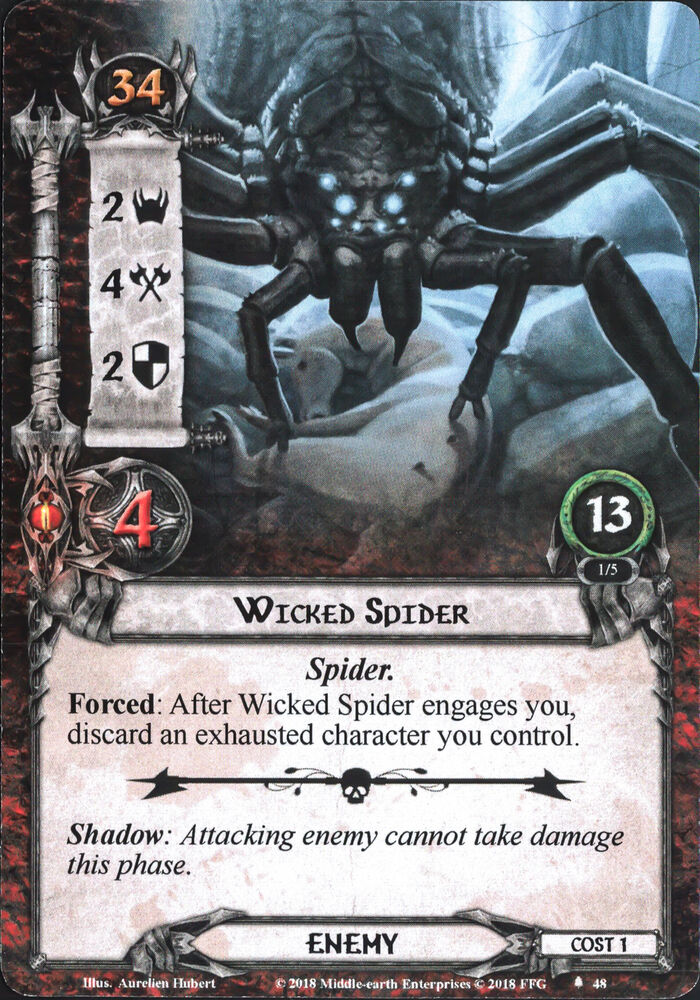 34
2
4
2
4
13
1/5
Wicked Spider
Spider.
Forced: After Wicked Spider engages you,
discard an exhausted character you control.
Shadow: Attacking enemy cannot take damage
this phase.
ENEMY
COST 1
Illus. Aurelien Hubert © 2018 Middle-earth Enterprises © 2018 FFG 48